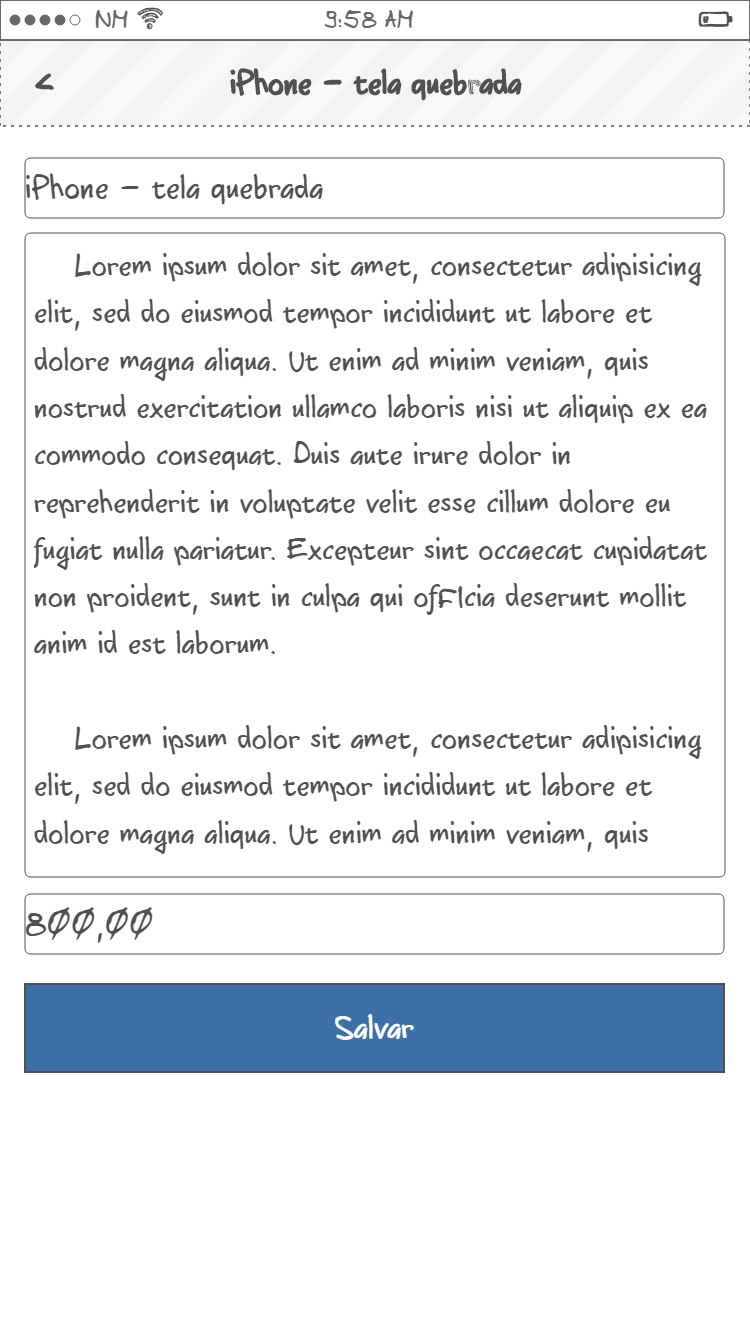 NM 9:58 AM
< iPhone - tela quebrada
iPhone - tela quebrada
Lorem ipsum dolor sit amet, consectetur adipisicing
elit, sed do eiusmod tempor incididunt ut labore et
dolore magna aliqua. Ut enim ad minim veniam, quis
nostrud exercitation ullamco laboris nisi ut aliquip ex ea
commodo consequat. Duis aute irure dolor in
reprehenderit in voluptate velit esse cillum dolore eu
fugiat nulla pariatur. Excepteur sint occaecat cupidatat
non proident, sunt in culpa qui officia deserunt mollit
anim id est laborum.
Lorem ipsum dolor sit amet, consectetur adipisicing
elit, sed do eiusmod tempor incididunt ut labore et
dolore magna aliqua. Ut enim ad minim veniam, quis
800,00
Salvar